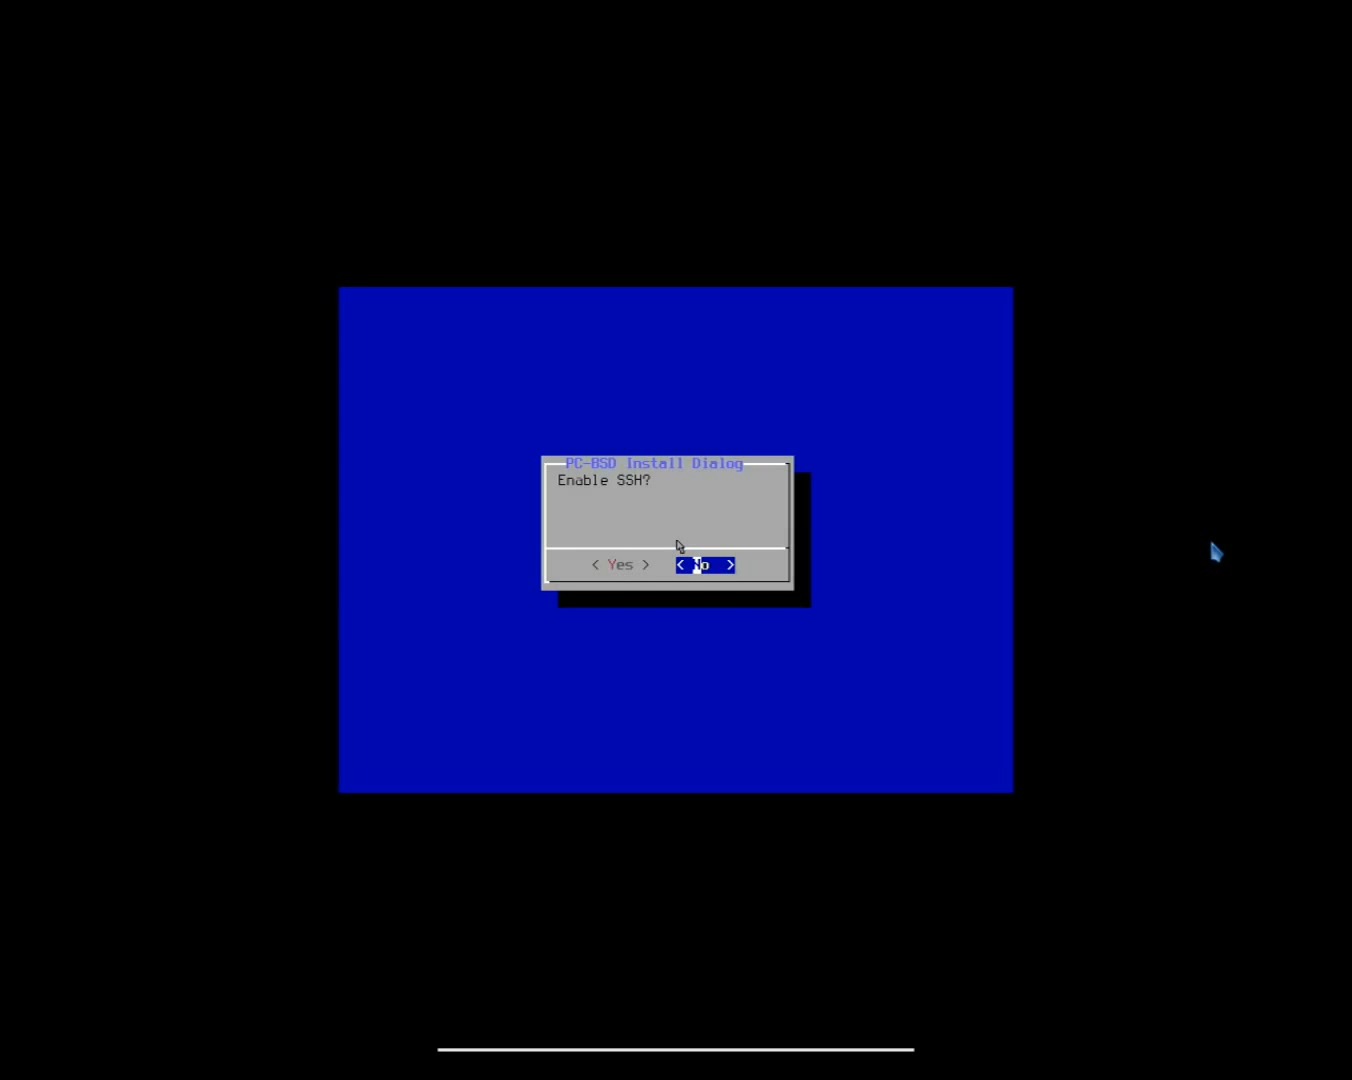 PC-BSD Install Dialog
Enable SSH?
< Yes > < No >